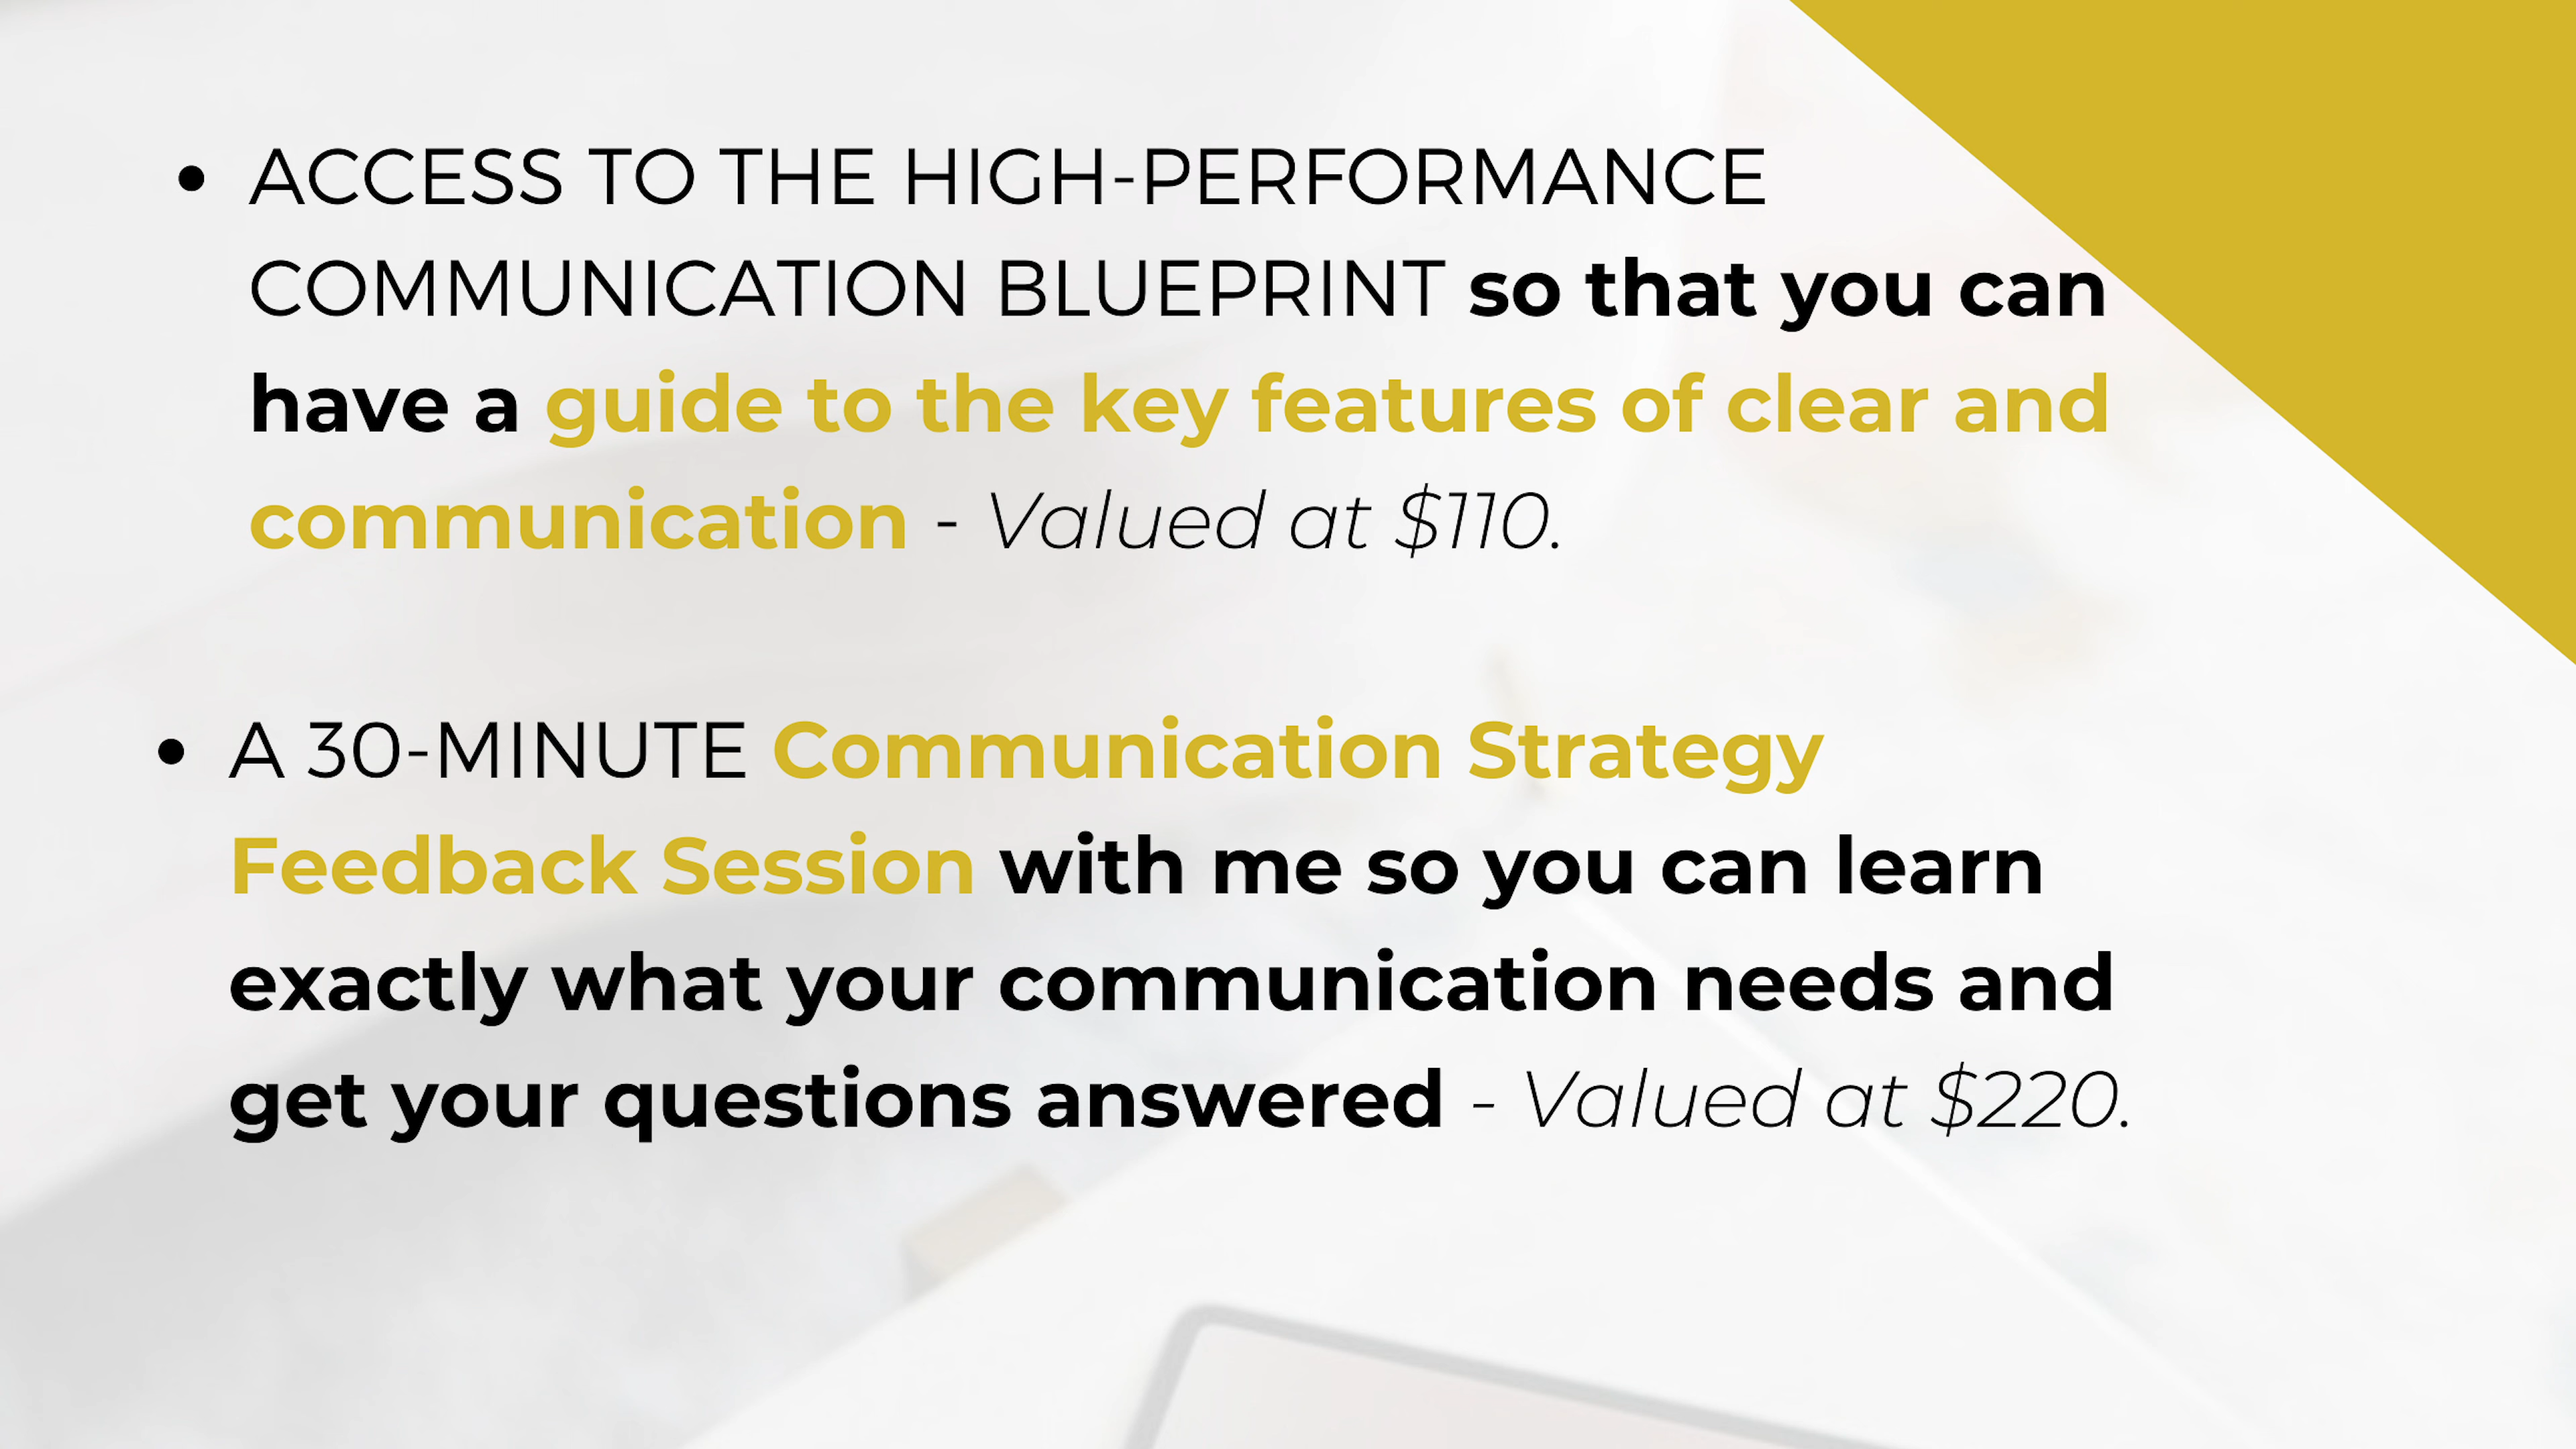 • ACCESS TO THE HIGH-PERFORMANCE
COMMUNICATION BLUEPRINT so that you can
have a guide to the key features of clear and
communication - Valued at $110.
• A 30-MINUTE Communication Strategy
Feedback Session with me so you can learn
exactly what your communication needs and
get your questions answered - Valued at $220.